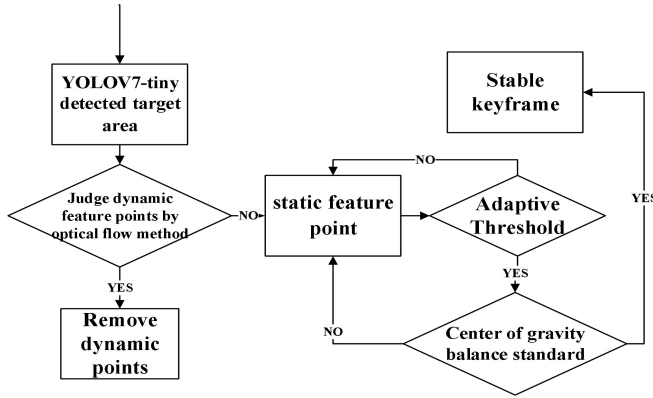 YOLOV7-tiny
detected target
area
Judge dynamic
feature points by
optical flow method
NO
YES
Remove
dynamic
points
static feature
point
NO
Adaptive
Threshold
YES
Center of gravity
balance standard
NO
YES
Stable
keyframe